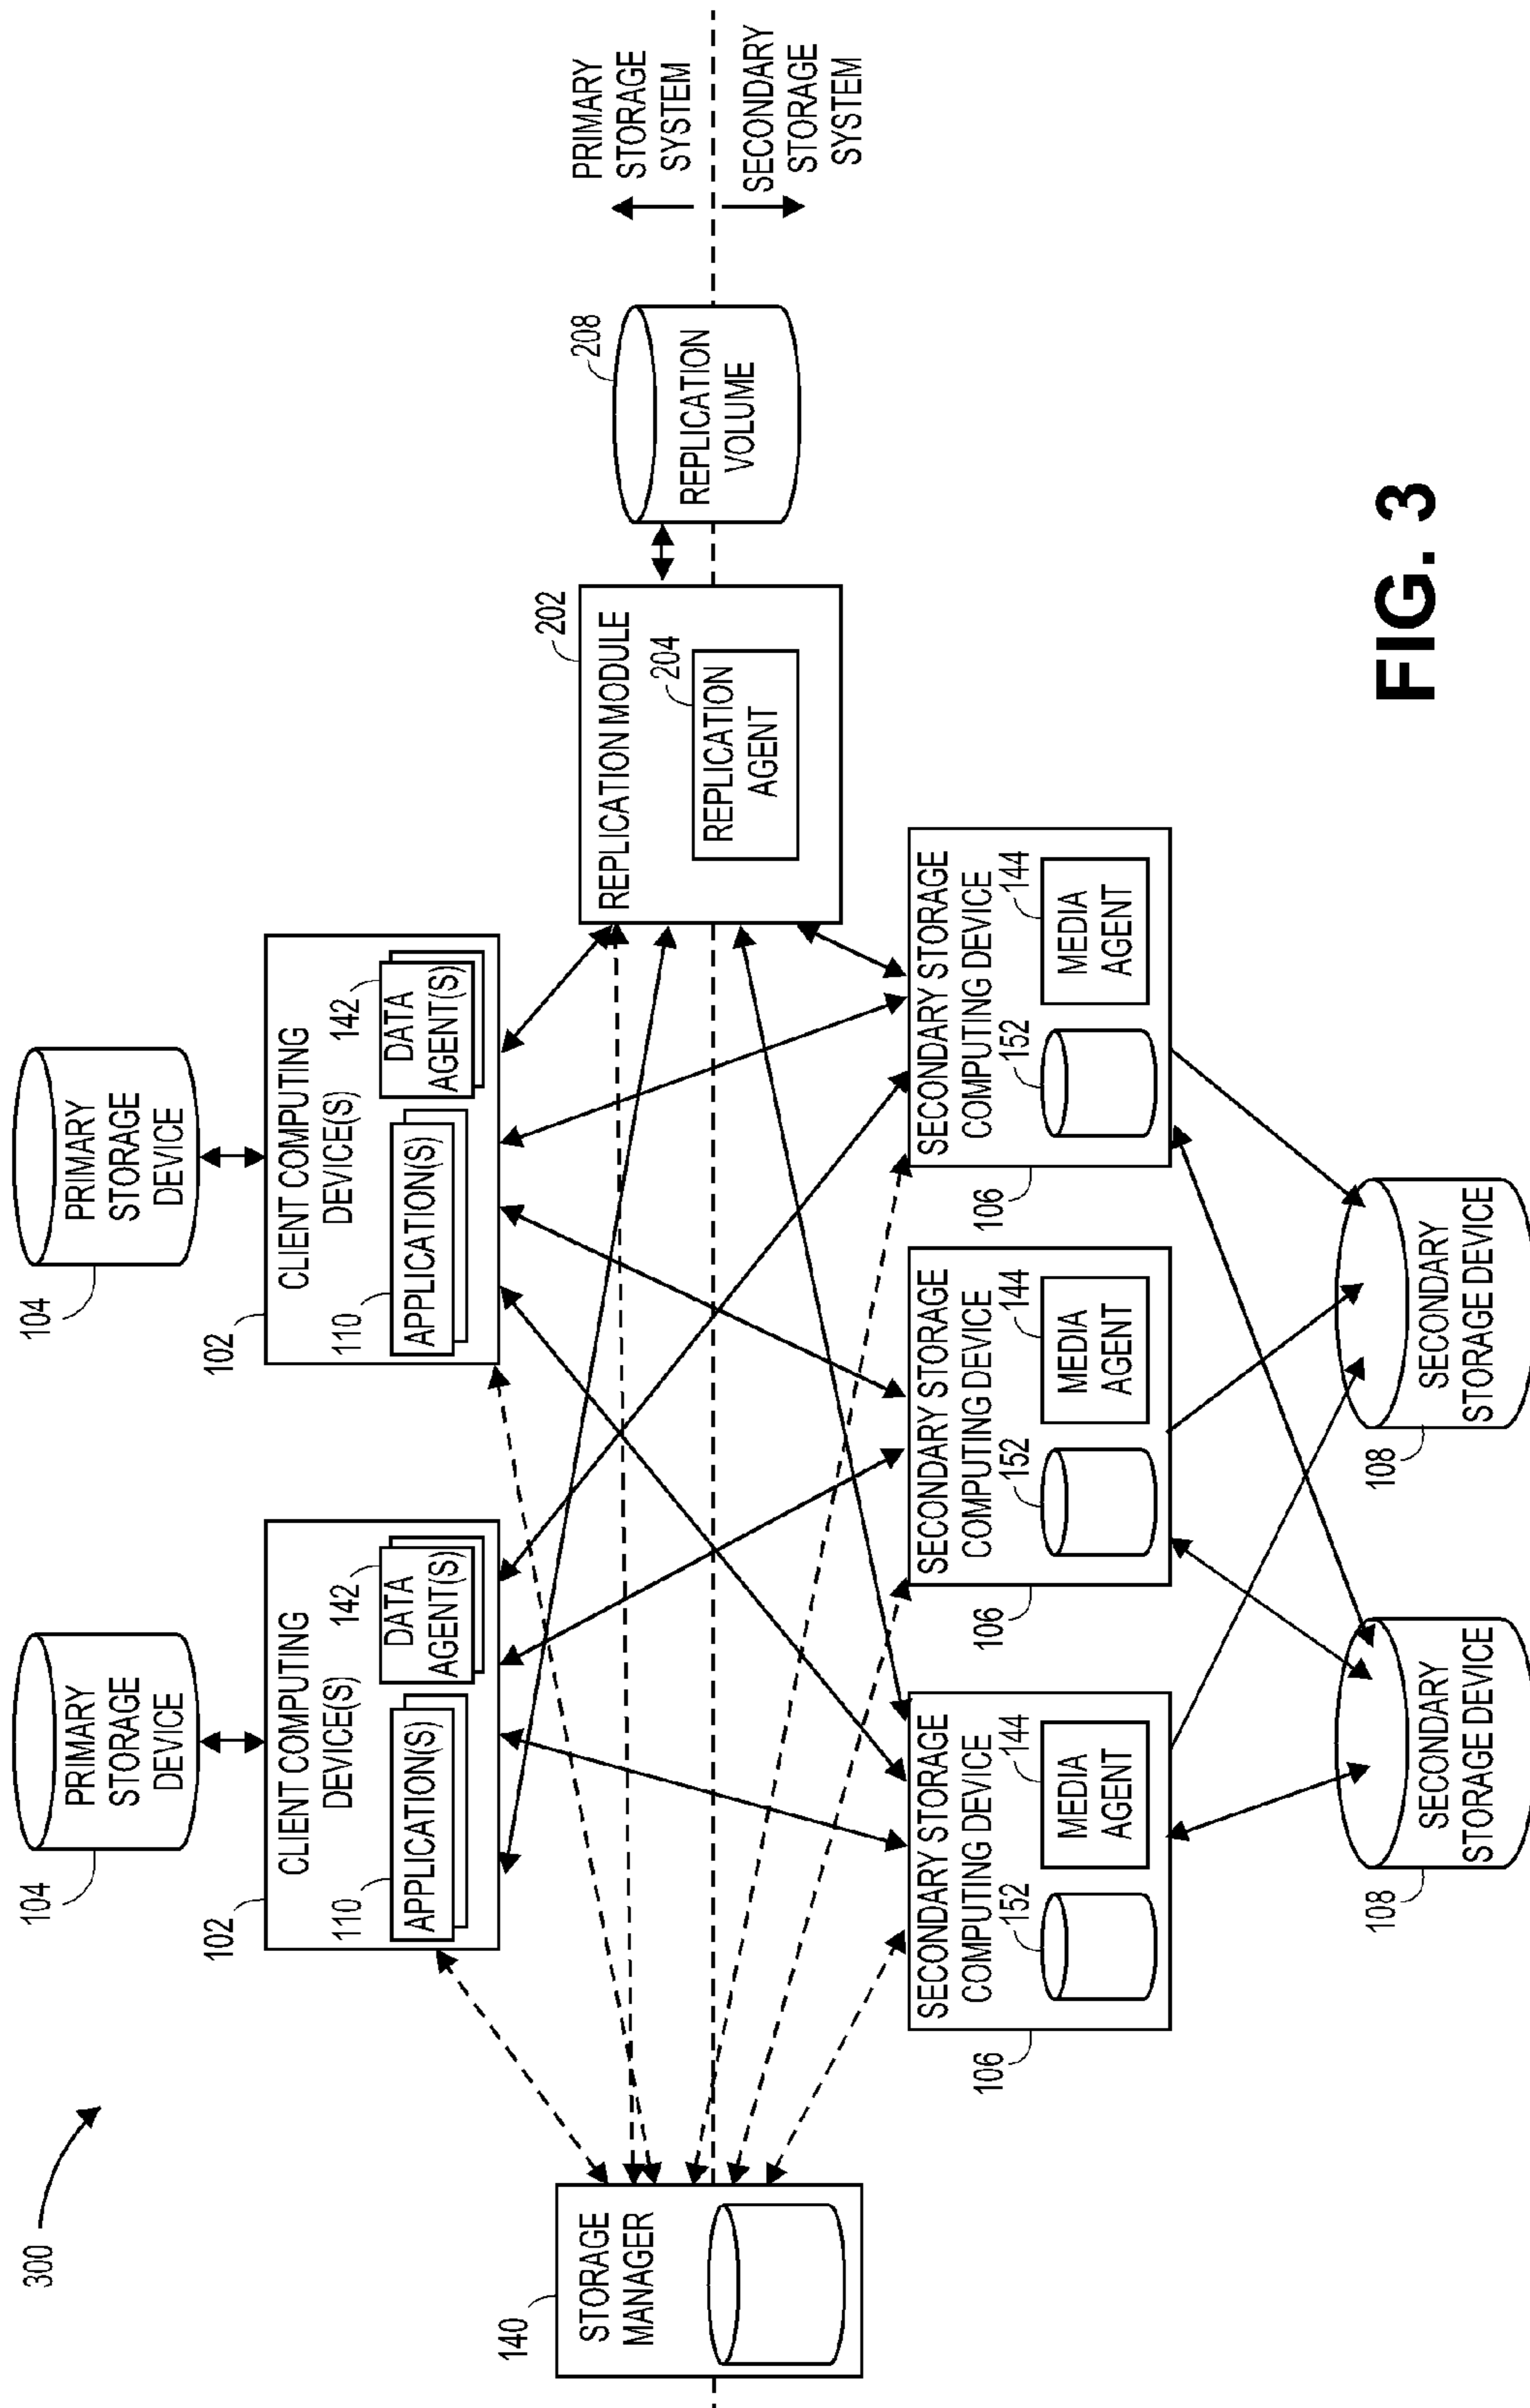 300
104
PRIMARY
STORAGE
DEVICE
104
PRIMARY
STORAGE
DEVICE
102
CLIENT COMPUTING
DEVICE(S)
110
APPLICATION(S)
142
DATA
AGENT(S)
102
CLIENT COMPUTING
DEVICE(S)
110
APPLICATION(S)
142
DATA
AGENT(S)
140
STORAGE
MANAGER
202
REPLICATION MODULE
204
REPLICATION
AGENT
208
REPLICATION
VOLUME
PRIMARY
STORAGE
SYSTEM
SECONDARY
STORAGE
SYSTEM
106
SECONDARY STORAGE
COMPUTING DEVICE
152
144
MEDIA
AGENT
106
SECONDARY STORAGE
COMPUTING DEVICE
152
144
MEDIA
AGENT
106
SECONDARY STORAGE
COMPUTING DEVICE
152
144
MEDIA
AGENT
108
SECONDARY
STORAGE DEVICE
108
SECONDARY
STORAGE DEVICE
FIG. 3